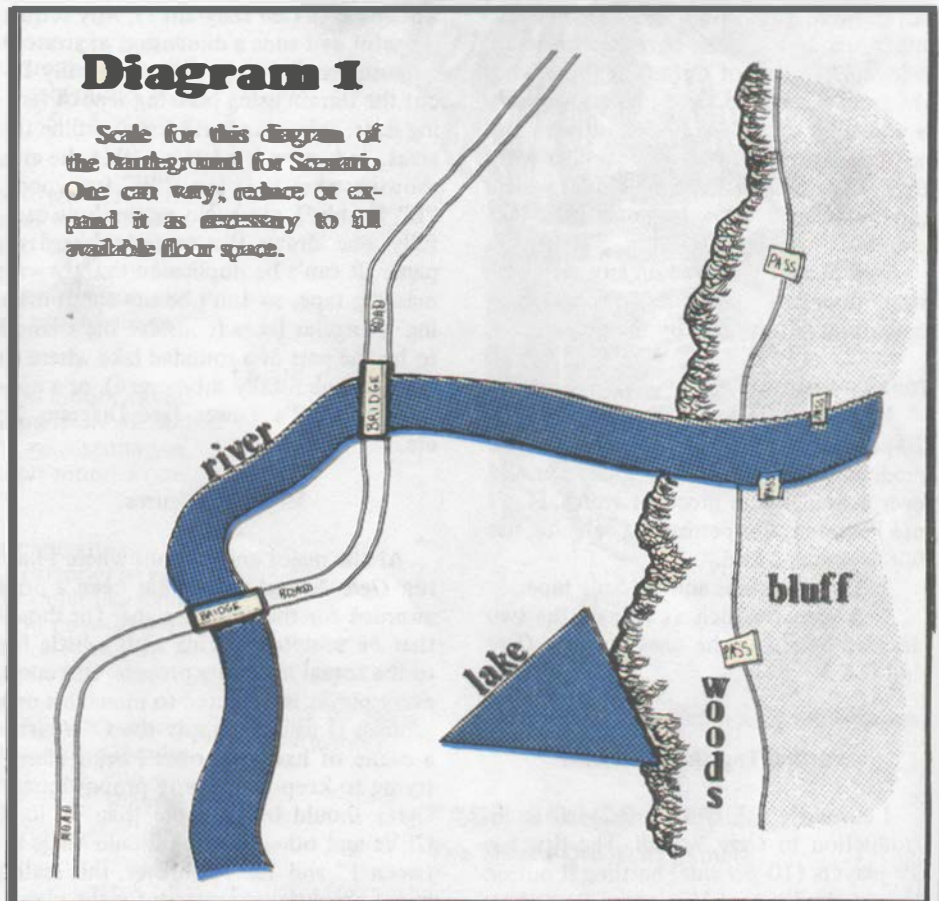 Diagram 1
Scale for this diagram of
the battleground for Scenario
One can vary; reduce or ex-
pand it as necessary to fill
available floor space.
ROAD
PASS
BRIDGE
river
PASS
PASS
bluff
BRIDGE
ROAD
lake
PASS
WOODS
ROAD